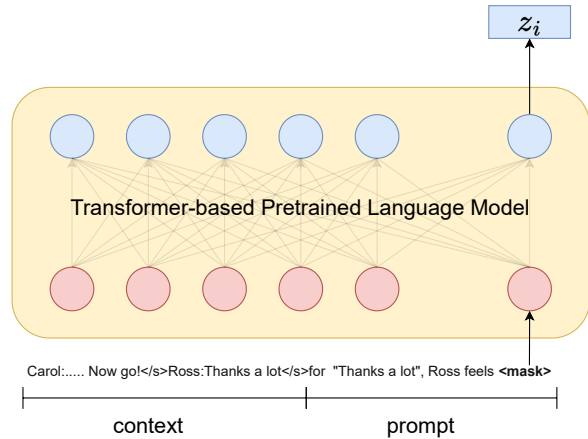 z_i
Transformer-based Pretrained Language Model
Carol:..... Now go!</s>Ross:Thanks a lot</s>for "Thanks a lot", Ross feels <mask>
context prompt